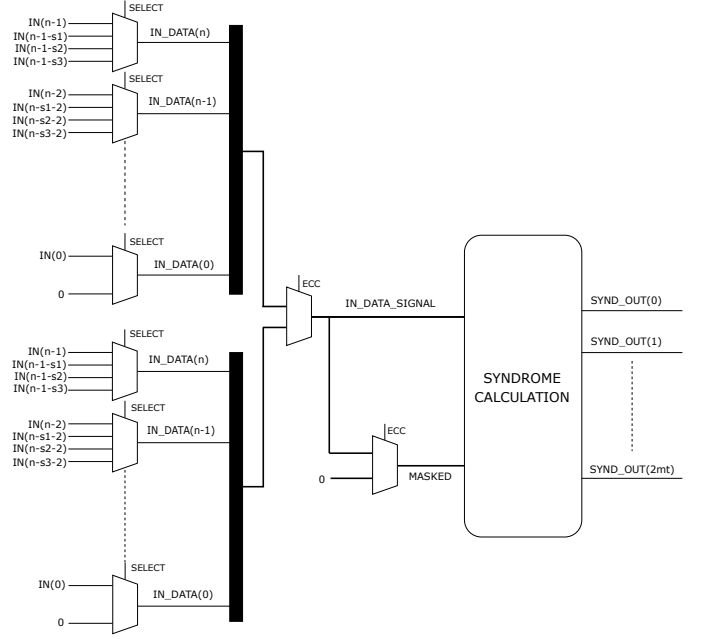 SELECT
IN(n-1)
IN(n-1-s1)
IN(n-1-s2)
IN(n-1-s3)
IN_DATA(n)
SELECT
IN(n-2)
IN(n-s1-2)
IN(n-s2-2)
IN(n-s3-2)
IN_DATA(n-1)
SELECT
IN(0)
0
IN_DATA(0)
ECC
IN_DATA_SIGNAL
SELECT
IN(n-1)
IN(n-1-s1)
IN(n-1-s2)
IN(n-1-s3)
IN_DATA(n)
SELECT
IN(n-2)
IN(n-s1-2)
IN(n-s2-2)
IN(n-s3-2)
IN_DATA(n-1)
SELECT
IN(0)
0
IN_DATA(0)
ECC
0
MASKED
SYNDROME
CALCULATION
SYND_OUT(0)
SYND_OUT(1)
SYND_OUT(2mt)